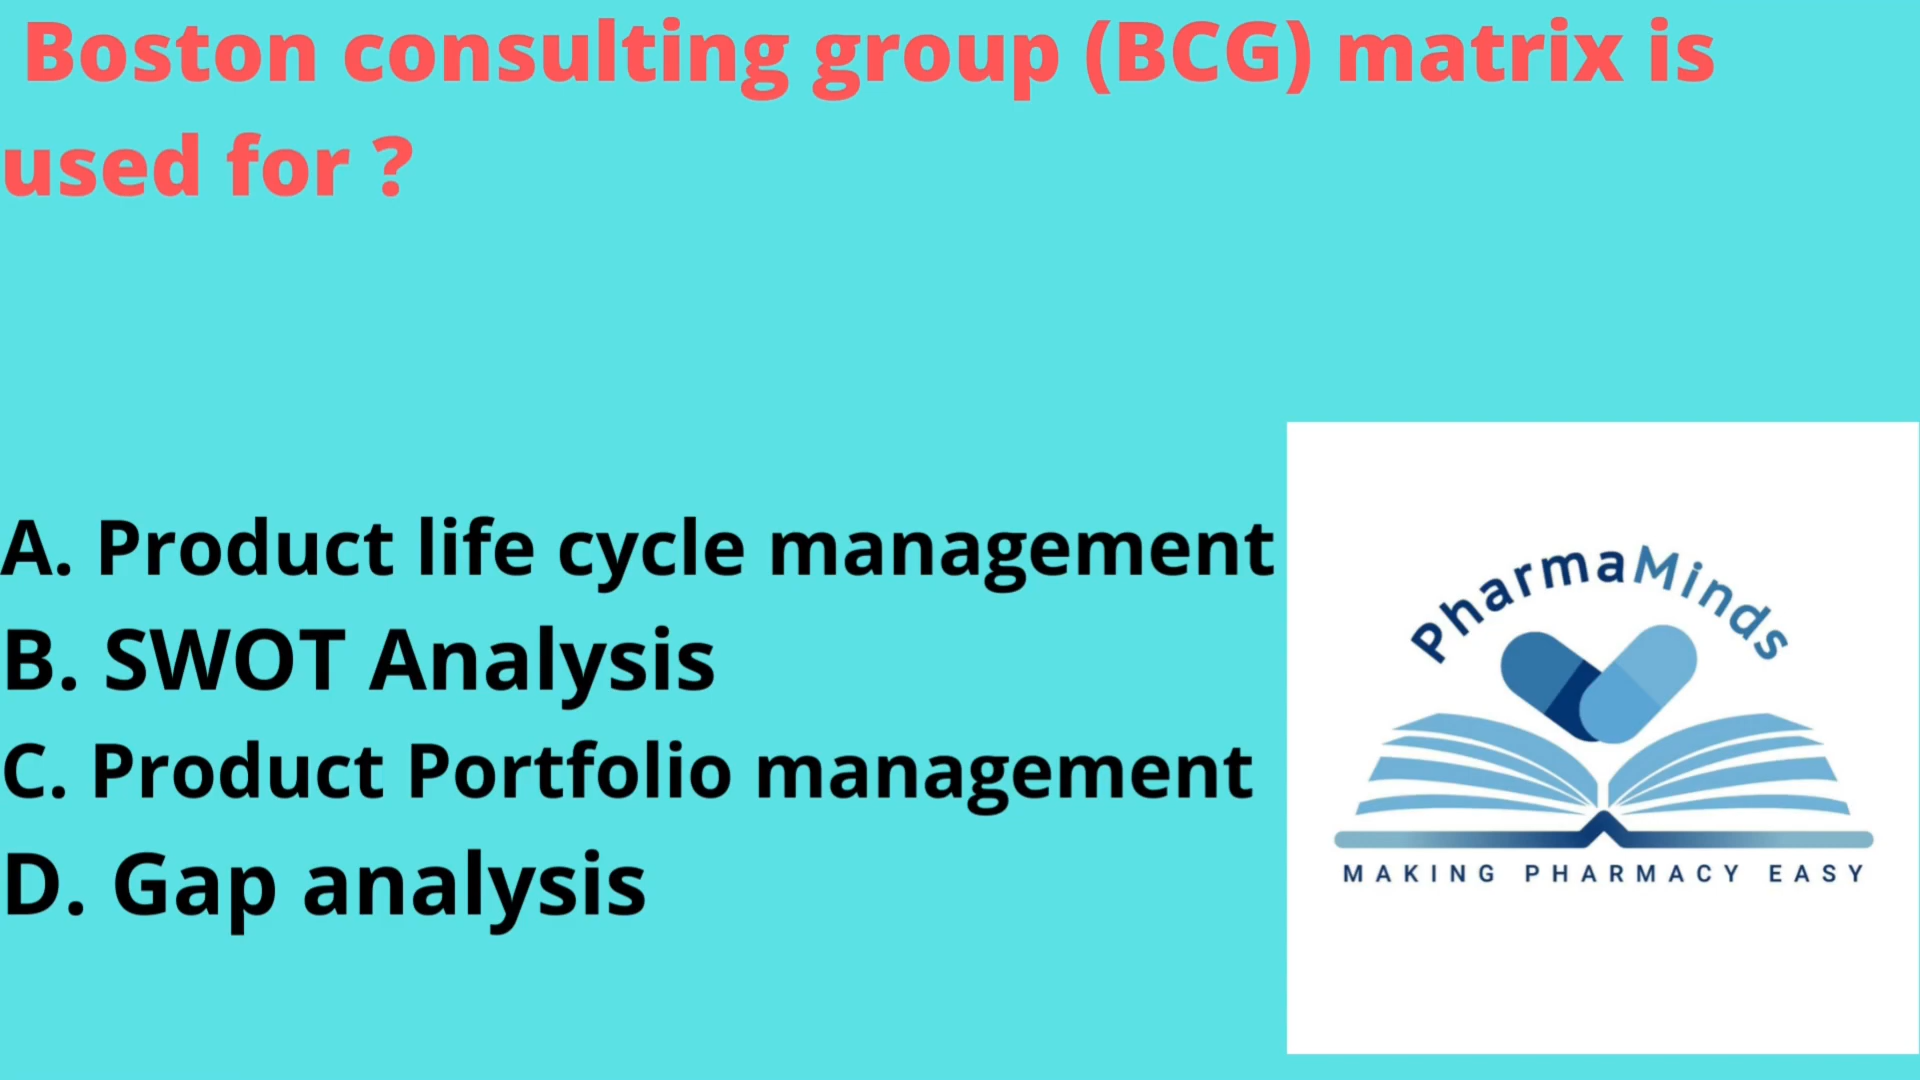 Boston consulting group (BCG) matrix is
used for ?
A. Product life cycle management
B. SWOT Analysis
C. Product Portfolio management
D. Gap analysis
PharmaMinds
MAKING PHARMACY EASY